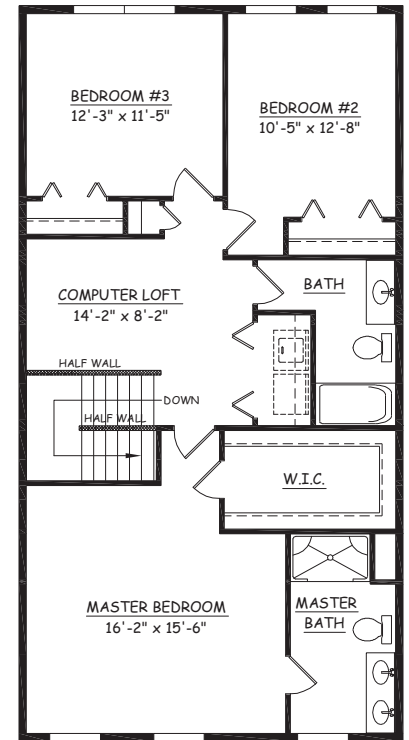 BEDROOM #3
12'-3" x 11'-5"
BEDROOM #2
10'-5" x 12'-8"
BATH
COMPUTER LOFT
14'-2" x 8'-2"
HALF WALL
DOWN
HALF WALL
W.I.C.
MASTER BEDROOM
16'-2" x 15'-6"
MASTER
BATH